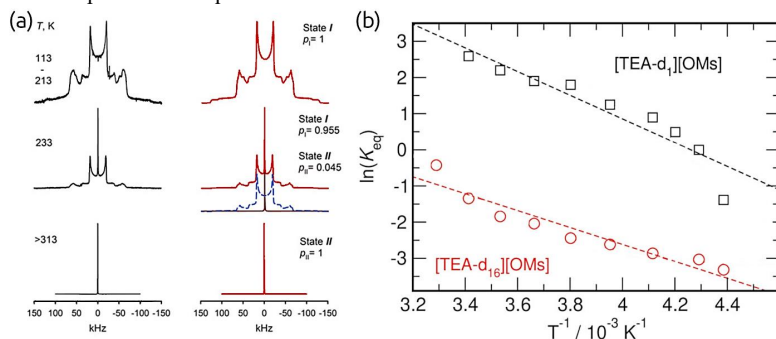 (a)
T, K
113
-
213
233
>313
150 100 50 0 -50 -100 150
kHz
State I
pI= 1
State I
pI= 0.955
State II
pII= 0.045
State II
pII= 1
150 100 50 0 -50 -100 150
kHz
(b)
ln(Keq)
3
2
1
0
-1
-2
-3
[TEA-d1][OMs]
[TEA-d16][OMs]
3.2 3.4 3.6 3.8 4 4.2 4.4
T-1 / 10-3 K-1